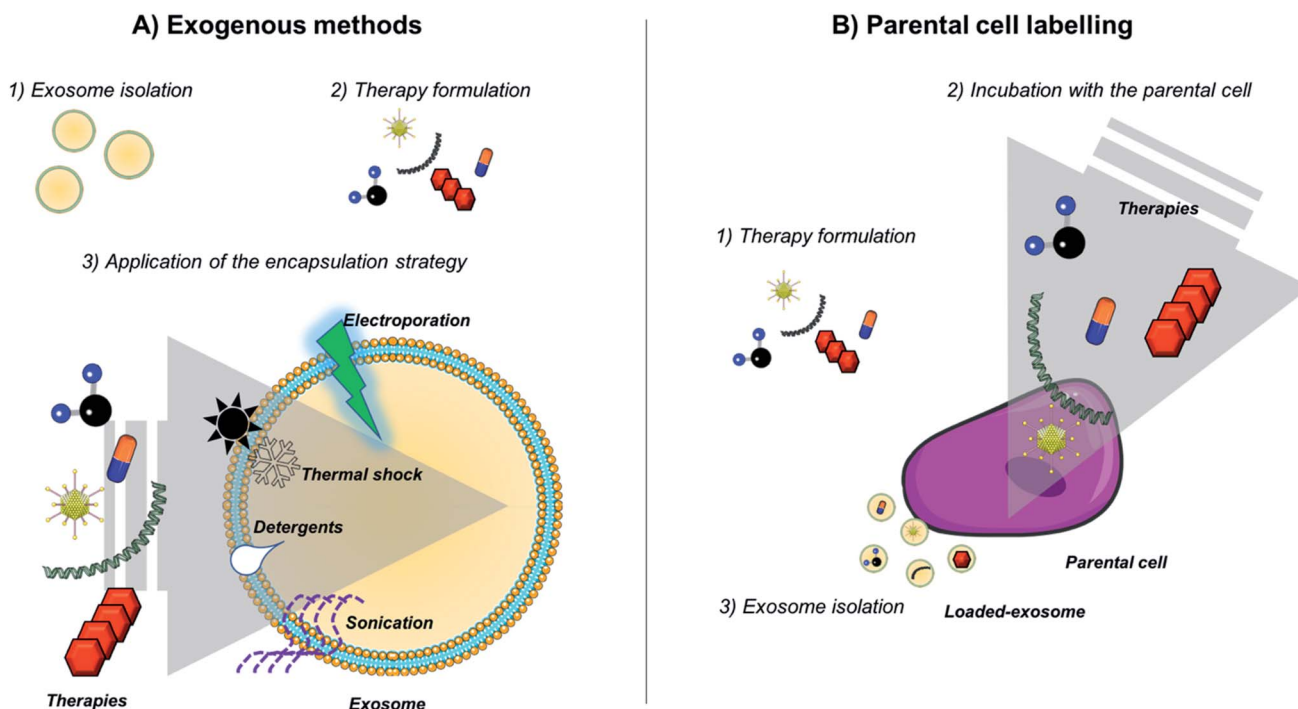 A) Exogenous methods
1) Exosome isolation
2) Therapy formulation
3) Application of the encapsulation strategy
Electroporation
Thermal shock
Detergents
Sonication
Therapies
Exosome
B) Parental cell labelling
2) Incubation with the parental cell
Therapies
1) Therapy formulation
Parental cell
3) Exosome isolation
Loaded-exosome